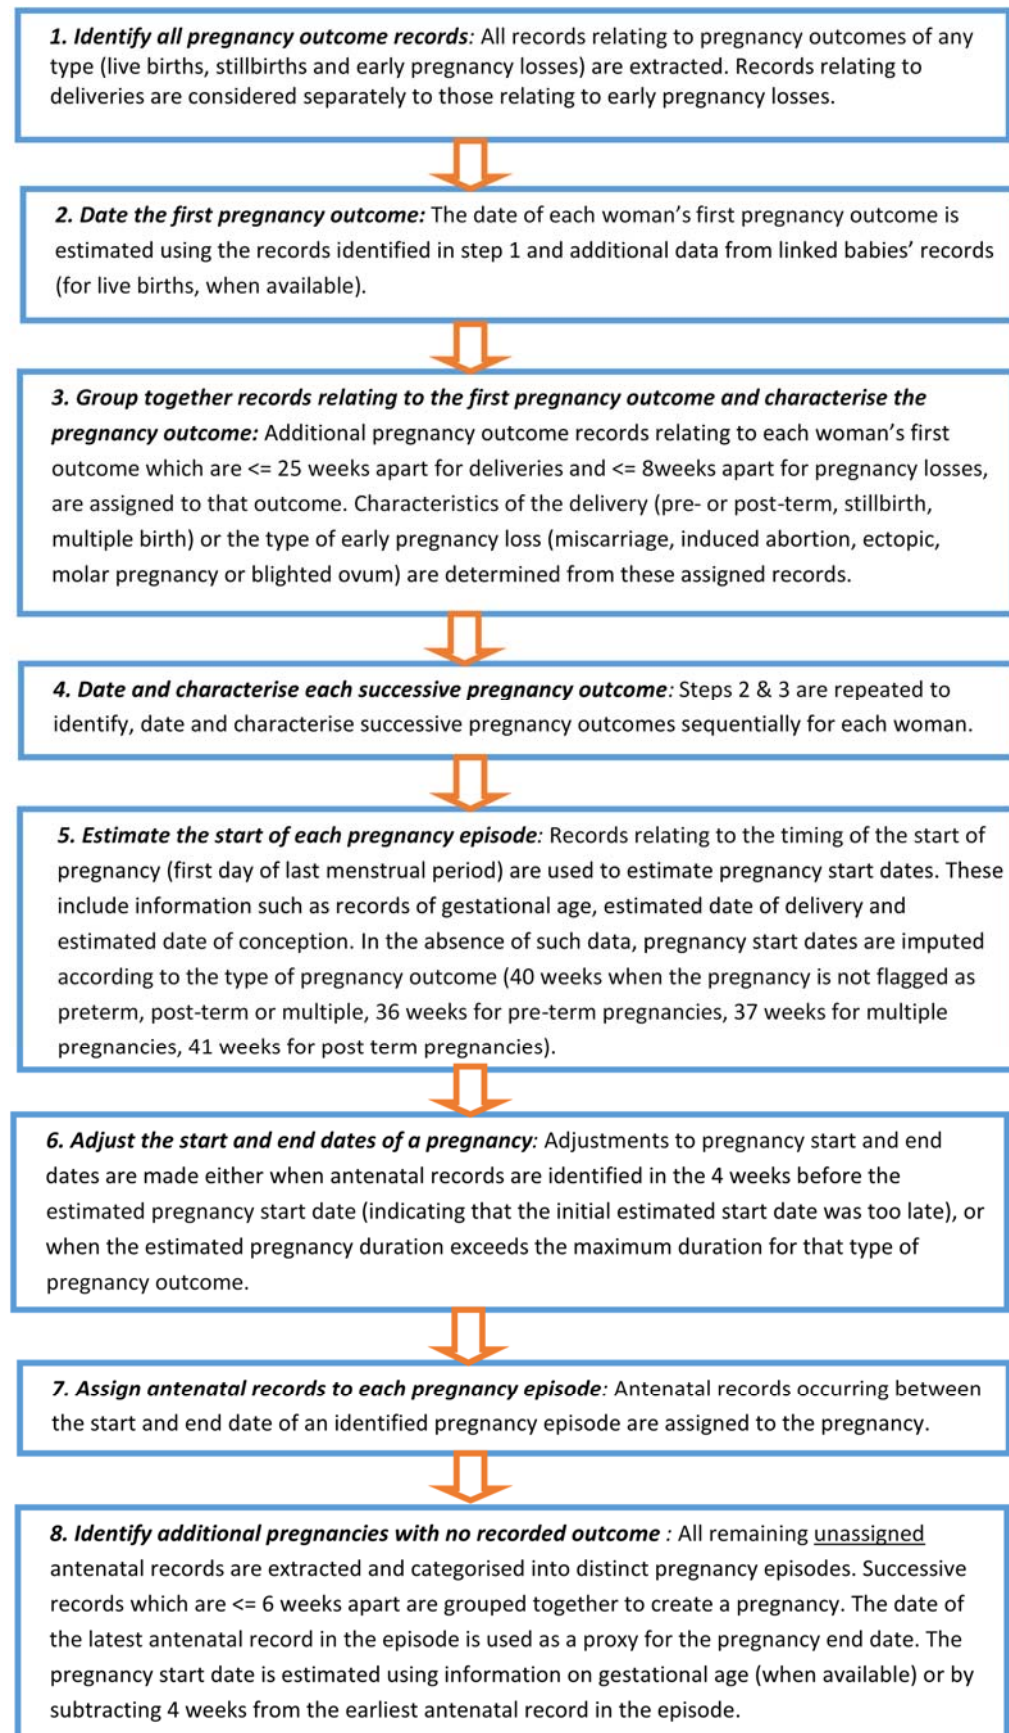 1. Identify all pregnancy outcome records: All records relating to pregnancy outcomes of any
type (live births, stillbirths and early pregnancy losses) are extracted. Records relating to
deliveries are considered separately to those relating to early pregnancy losses.
2. Date the first pregnancy outcome: The date of each woman's first pregnancy outcome is
estimated using the records identified in step 1 and additional data from linked babies' records
(for live births, when available).
3. Group together records relating to the first pregnancy outcome and characterise the
pregnancy outcome: Additional pregnancy outcome records relating to each woman's first
outcome which are <= 25 weeks apart for deliveries and <= 8weeks apart for pregnancy losses,
are assigned to that outcome. Characteristics of the delivery (pre- or post-term, stillbirth,
multiple birth) or the type of early pregnancy loss (miscarriage, induced abortion, ectopic,
molar pregnancy or blighted ovum) are determined from these assigned records.
4. Date and characterise each successive pregnancy outcome: Steps 2 & 3 are repeated to
identify, date and characterise successive pregnancy outcomes sequentially for each woman.
5. Estimate the start of each pregnancy episode: Records relating to the timing of the start of
pregnancy (first day of last menstrual period) are used to estimate pregnancy start dates. These
include information such as records of gestational age, estimated date of delivery and
estimated date of conception. In the absence of such data, pregnancy start dates are imputed
according to the type of pregnancy outcome (40 weeks when the pregnancy is not flagged as
preterm, post-term or multiple, 36 weeks for pre-term pregnancies, 37 weeks for multiple
pregnancies, 41 weeks for post term pregnancies).
6. Adjust the start and end dates of a pregnancy: Adjustments to pregnancy start and end
dates are made either when antenatal records are identified in the 4 weeks before the
estimated pregnancy start date (indicating that the initial estimated start date was too late), or
when the estimated pregnancy duration exceeds the maximum duration for that type of
pregnancy outcome.
7. Assign antenatal records to each pregnancy episode: Antenatal records occurring between
the start and end date of an identified pregnancy episode are assigned to the pregnancy.
8. Identify additional pregnancies with no recorded outcome : All remaining unassigned
antenatal records are extracted and categorised into distinct pregnancy episodes. Successive
records which are <= 6 weeks apart are grouped together to create a pregnancy. The date of
the latest antenatal record in the episode is used as a proxy for the pregnancy end date. The
pregnancy start date is estimated using information on gestational age (when available) or by
subtracting 4 weeks from the earliest antenatal record in the episode.